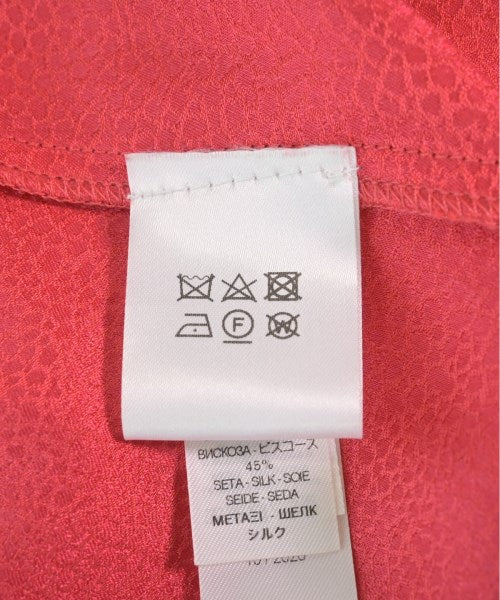 F
W
ВИСКОЗА - ビスコース
45%
SETA - SILK - SOIE
SEIDE - SEDA
ΜΕΤΑΞΙ - ШЕЛК
シルク